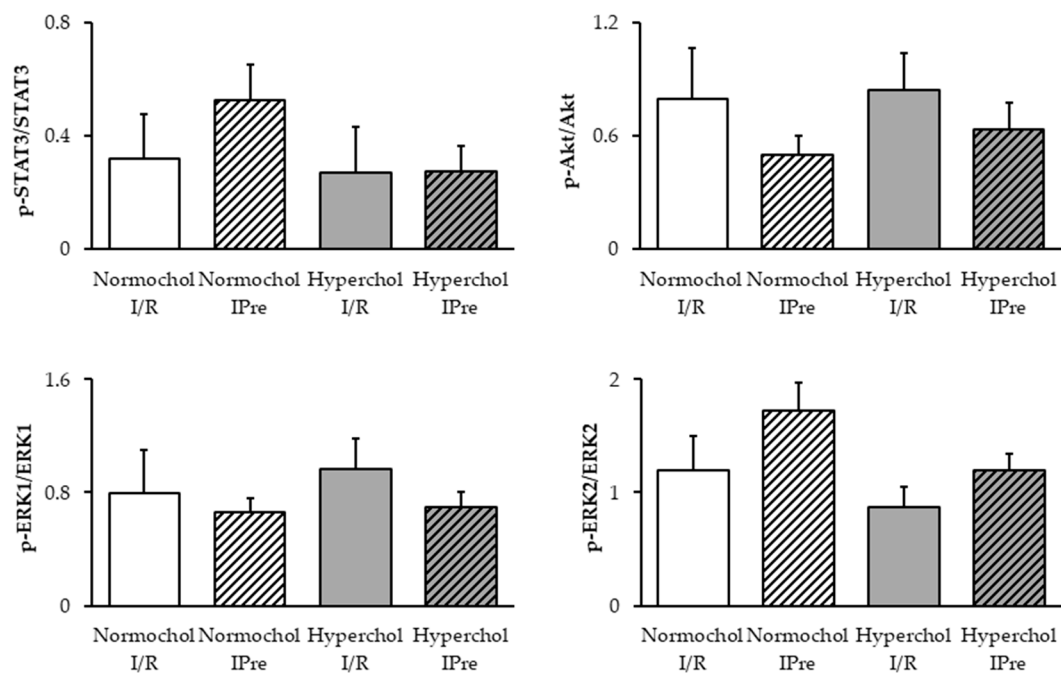 p-STAT3/STAT3
0.8
0.4
0
Normochol Normochol Hyperchol Hyperchol
I/R IPre I/R IPre
p-Akt/Akt
1.2
0.6
0
Normochol Normochol Hyperchol Hyperchol
I/R IPre I/R IPre
p-ERK1/ERK1
1.6
0.8
0
Normochol Normochol Hyperchol Hyperchol
I/R IPre I/R IPre
p-ERK2/ERK2
2
1
0
Normochol Normochol Hyperchol Hyperchol
I/R IPre I/R IPre